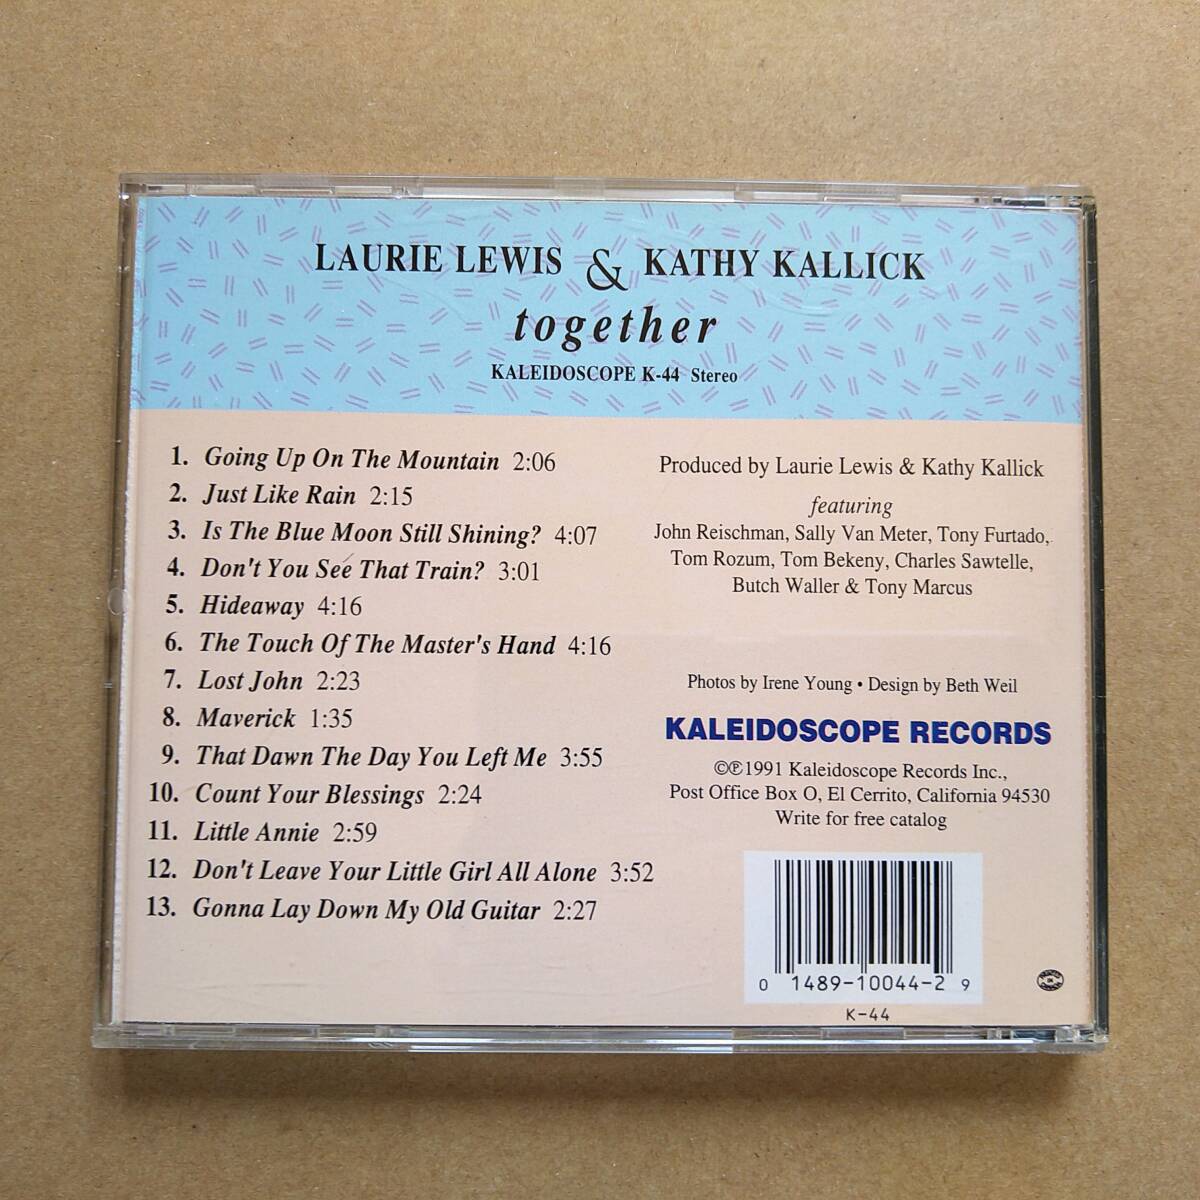 LAURIE LEWIS & KATHY KALLICK
together
KALEIDOSCOPE K-44 Stereo
1. Going Up On The Mountain 2:06
2. Just Like Rain 2:15
3. Is The Blue Moon Still Shining? 4:07
4. Don't You See That Train? 3:01
5. Hideaway 4:16
6. The Touch Of The Master's Hand 4:16
7. Lost John 2:23
8. Maverick 1:35
9. That Dawn The Day You Left Me 3:55
10. Count Your Blessings 2:24
11. Little Annie 2:59
12. Don't Leave Your Little Girl All Alone 3:52
13. Gonna Lay Down My Old Guitar 2:27
Produced by Laurie Lewis & Kathy Kallick
featuring
John Reischman, Sally Van Meter, Tony Furtado,
Tom Rozum, Tom Bekeny, Charles Sawtelle,
Butch Waller & Tony Marcus
Photos by Irene Young • Design by Beth Weil
KALEIDOSCOPE RECORDS
©℗1991 Kaleidoscope Records Inc.,
Post Office Box O, El Cerrito, California 94530
Write for free catalog
0 1489-10044-2 9
K-44